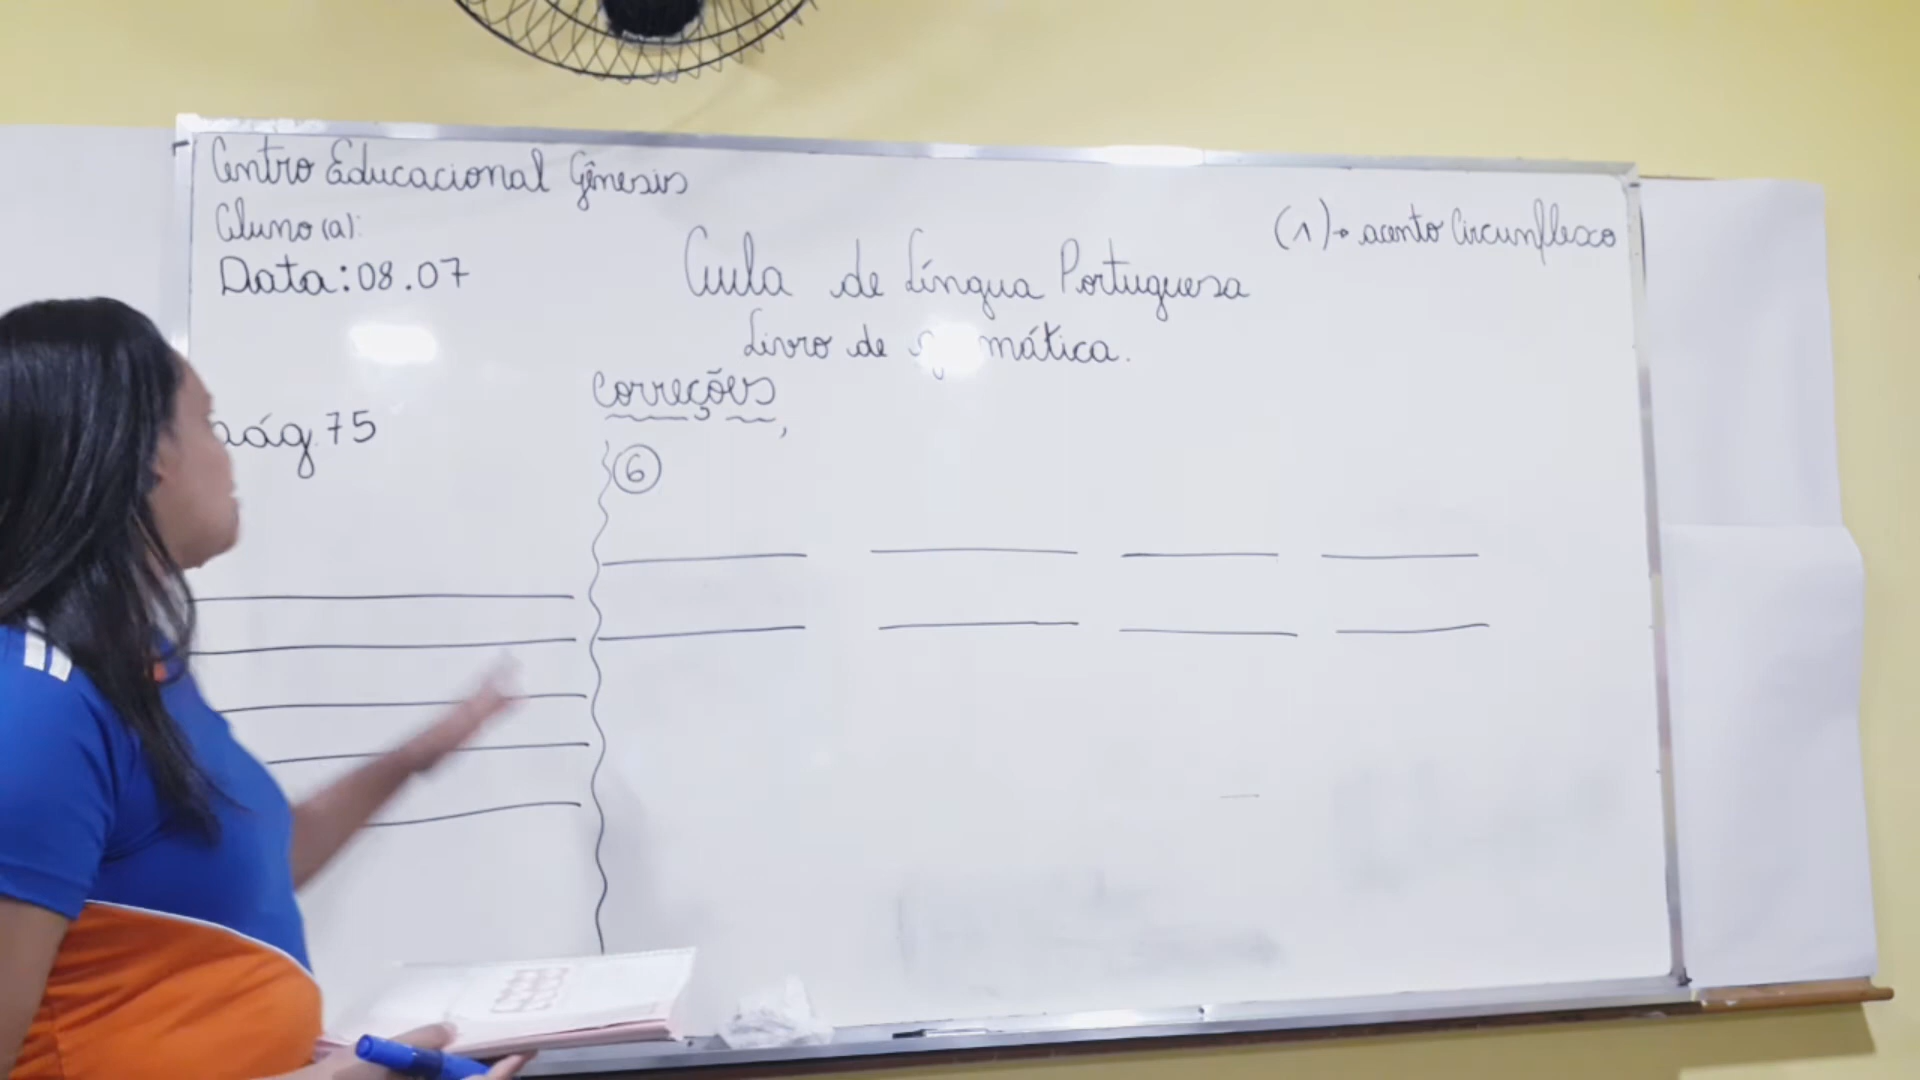 Centro Educacional Gênesis
Aluno(a):
Data: 08.07
(^)→ acento Circunflexo
Aula de Língua Portuguesa
Livro de gramática.
Correções
pág. 75
6